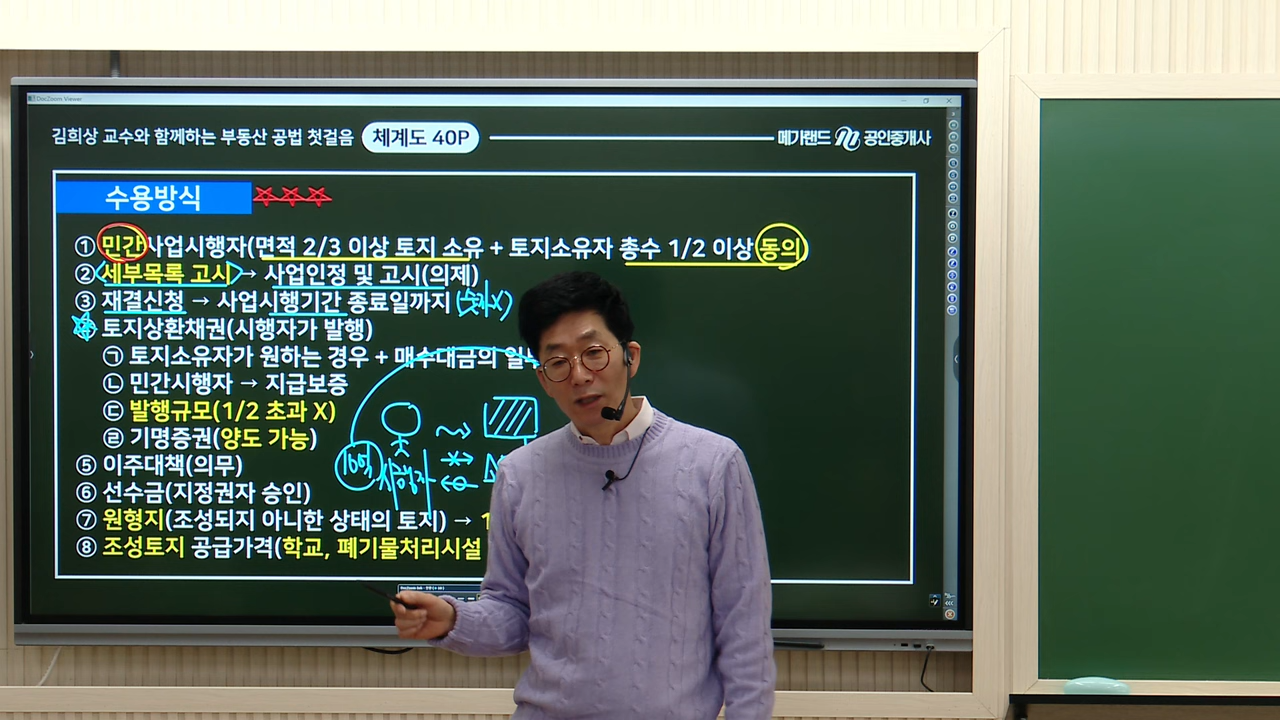 DocZoom Viewer
김희상 교수와 함께하는 부동산 공법 첫걸음 체계도 40P 메가랜드 공인중개사
수용방식
① 민간사업시행자(면적 2/3 이상 토지 소유 + 토지소유자 총수 1/2 이상 동의)
② 세부목록 고시 → 사업인정 및 고시(의제)
③ 재결신청 → 사업시행기간 종료일까지 (숫자X)
④ 토지상환채권(시행자가 발행)
㉠ 토지소유자가 원하는 경우 + 매수대금의 일부
㉡ 민간시행자 → 지급보증
㉢ 발행규모(1/2 초과 X)
㉣ 기명증권(양도 가능)
16억 시행자
⑤ 이주대책(의무)
⑥ 선수금(지정권자 승인)
⑦ 원형지(조성되지 아니한 상태의 토지) → 1
⑧ 조성토지 공급가격(학교, 폐기물처리시설